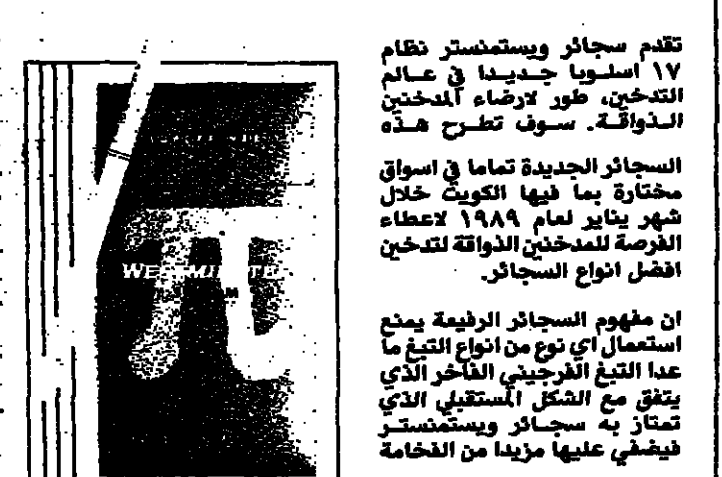 تقدم سجائر ويستمنستر نظام
١٧ اسلوبا جديدا في عالم
التدخين، طور لارضاء المدخنين
الذواقة. سوف تطرح هذه
السجائر الجديدة تماما في اسواق
مختارة بما فيها الكويت خلال
شهر يناير لعام ١٩٨٩ لاعطاء
الفرصة للمدخنين الذواقة لتدخين
افضل انواع السجائر.
ان مفهوم السجائر الرفيعة يمنع
استعمال اي نوع من انواع التبغ ما
عدا التبغ الفرجيني الفاخر الذي
يتفق مع الشكل المستقبلي الذي
تمتاز به سجائر ويستمنستر
فيضفي عليها مزيدا من الفخامة